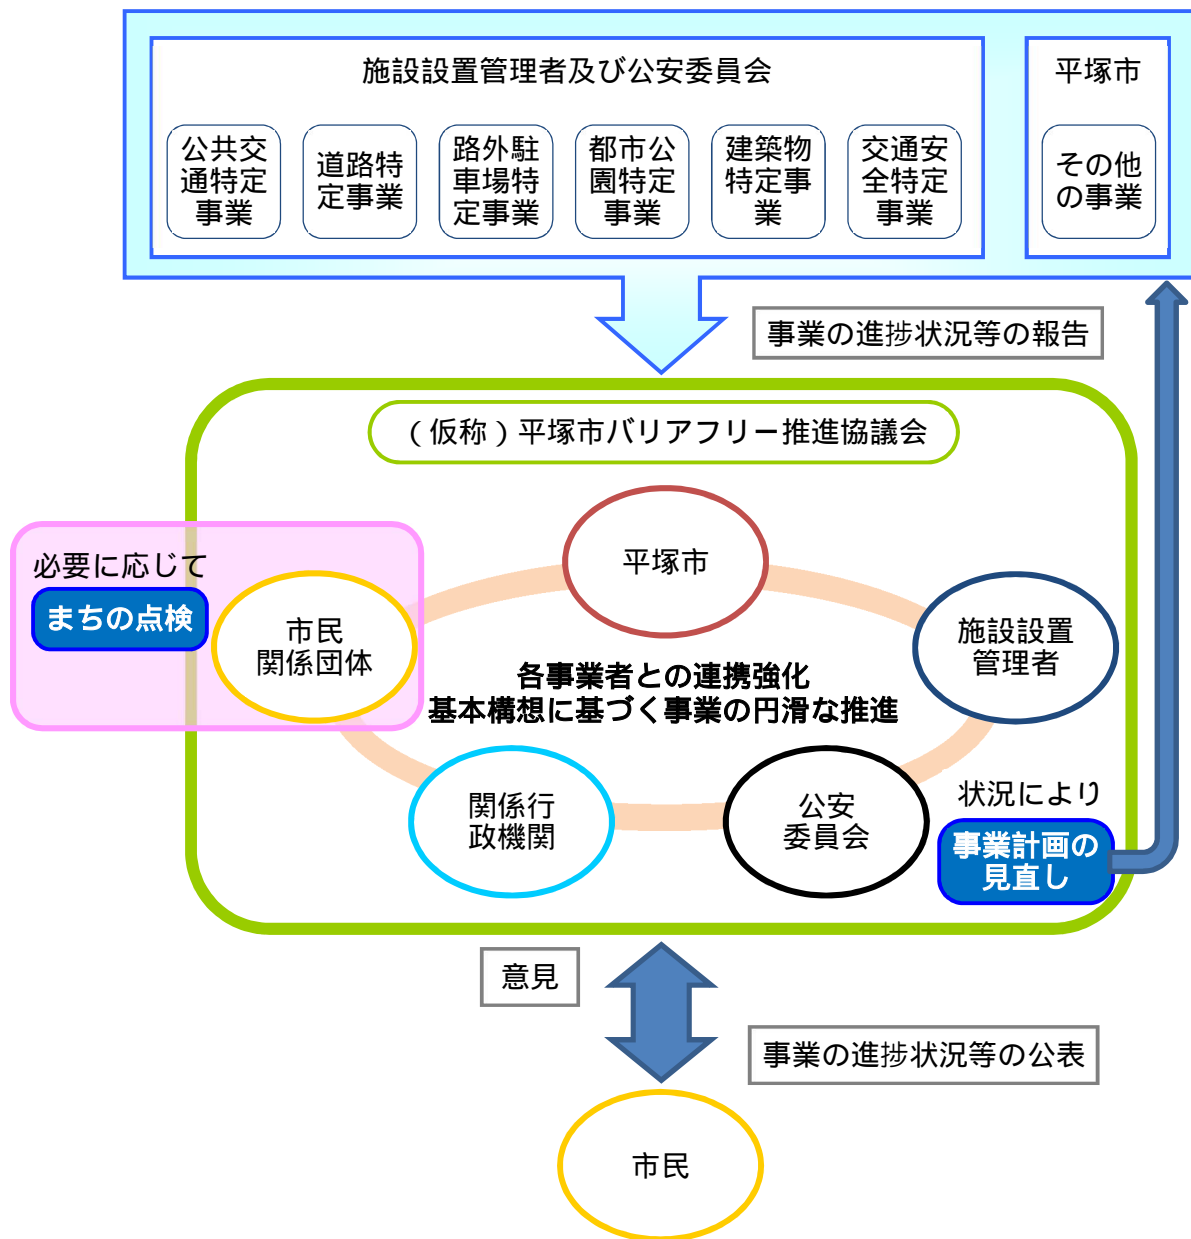 施設設置管理者及び公安委員会
平塚市
公共交
通特定
事業
道路特
定事業
路外駐
車場特
定事業
都市公
園特定
事業
建築物
特定事
業
交通安
全特定
事業
その他
の事業
事業の進捗状況等の報告
（仮称）平塚市バリアフリー推進協議会
平塚市
必要に応じて
まちの点検
市民
関係団体
施設設置
管理者
各事業者との連携強化
基本構想に基づく事業の円滑な推進
関係行
政機関
公安
委員会
状況により
事業計画の
見直し
意見
事業の進捗状況等の公表
市民